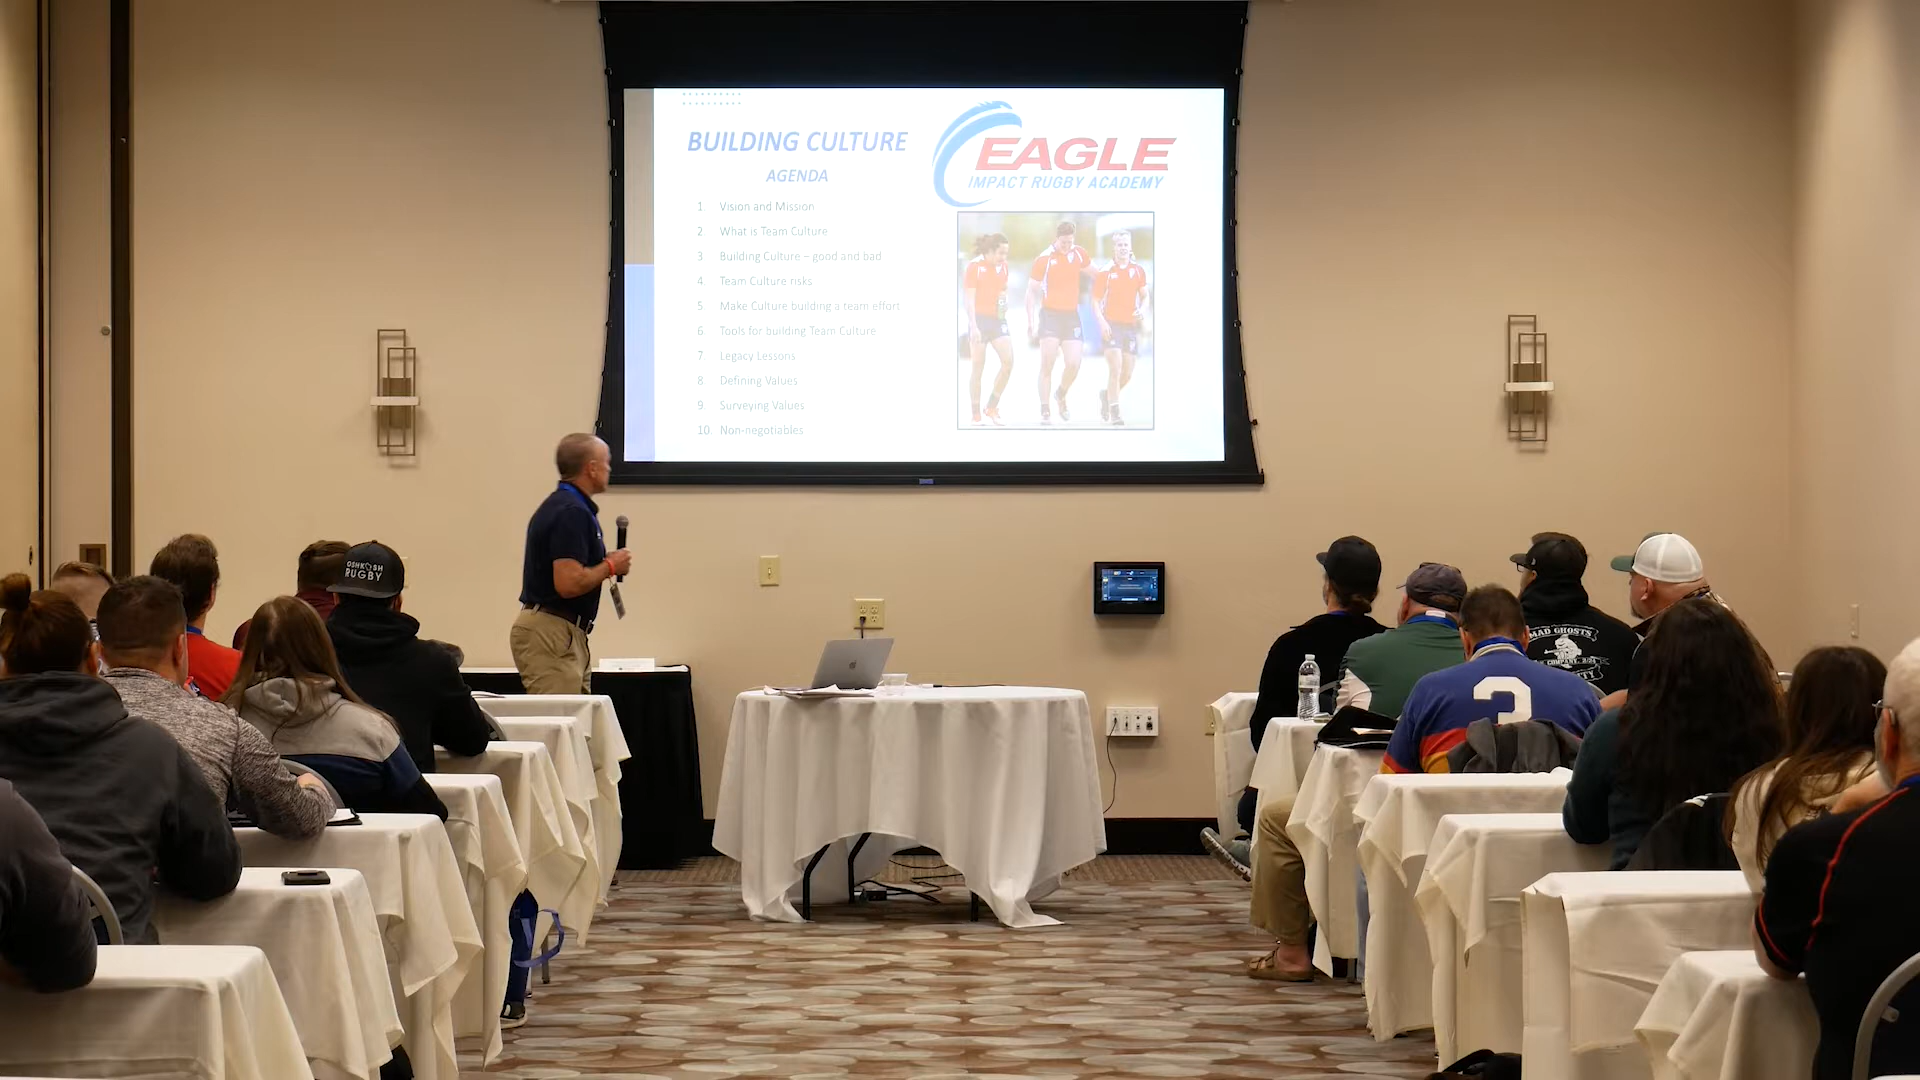 BUILDING CULTURE
AGENDA
1. Vision and Mission
2 What is Team Culture
3 Building Culture – good and bad
4. Team Culture risks
5. Make Culture building a team effort
6. Tools for building Team Culture
7. Legacy Lessons
8 Defining Values
9. Surveying Values
10. Non-negotiables
EAGLE
IMPACT RUGBY ACADEMY
OSHKOSH
RUGBY
MAD GHOSTS
COMPANY
3